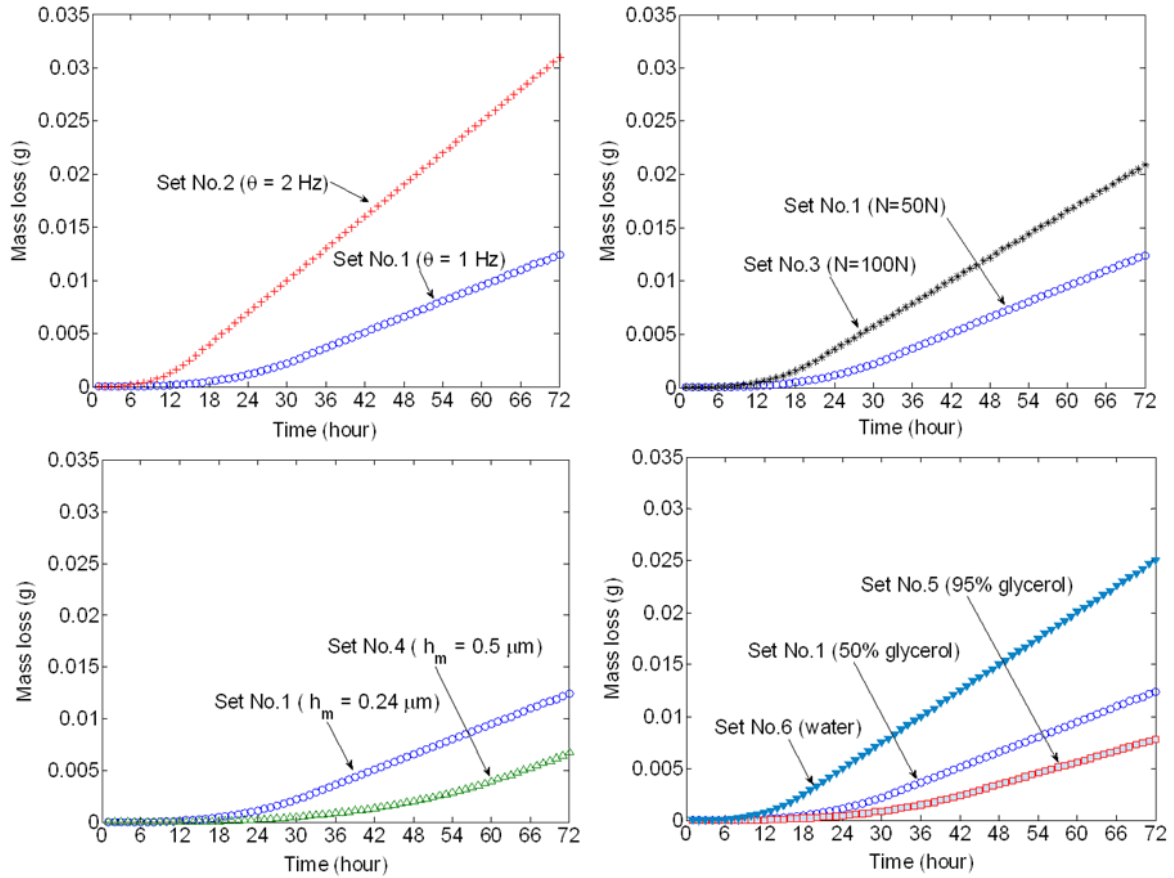 0.035
0.03
0.025
0.02
0.015
0.01
0.005
0
Mass loss (g)
Set No.2 (θ = 2 Hz)
Set No.1 (θ = 1 Hz)
0 6 12 18 24 30 36 42 48 54 60 66 72
Time (hour)
0.035
0.03
0.025
0.02
0.015
0.01
0.005
0
Mass loss (g)
Set No.1 (N=50N)
Set No.3 (N=100N)
0 6 12 18 24 30 36 42 48 54 60 66 72
Time (hour)
0.035
0.03
0.025
0.02
0.015
0.01
0.005
0
Mass loss (g)
Set No.4 ( hm = 0.5 μm)
Set No.1 ( hm = 0.24 μm)
0 6 12 18 24 30 36 42 48 54 60 66 72
Time (hour)
0.035
0.03
0.025
0.02
0.015
0.01
0.005
0
Mass loss (g)
Set No.5 (95% glycerol)
Set No.1 (50% glycerol)
Set No.6 (water)
0 6 12 18 24 30 36 42 48 54 60 66 72
Time (hour)